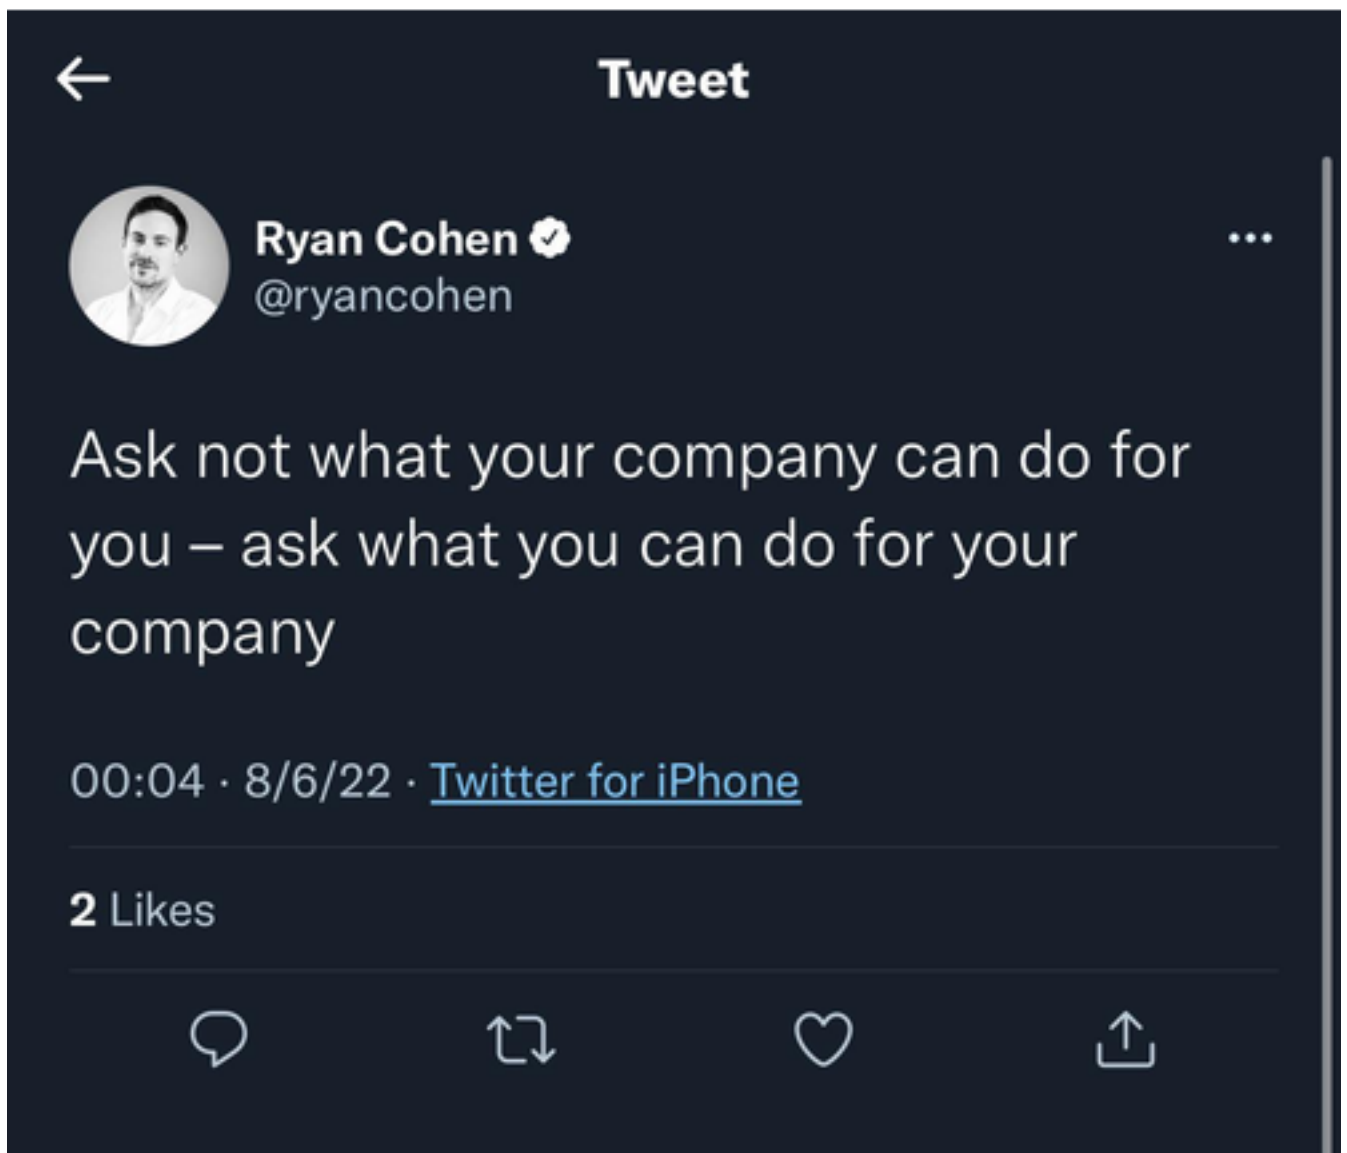 Tweet
Ryan Cohen
@ryancohen
Ask not what your company can do for
you – ask what you can do for your
company
00:04 · 8/6/22 · Twitter for iPhone
2 Likes